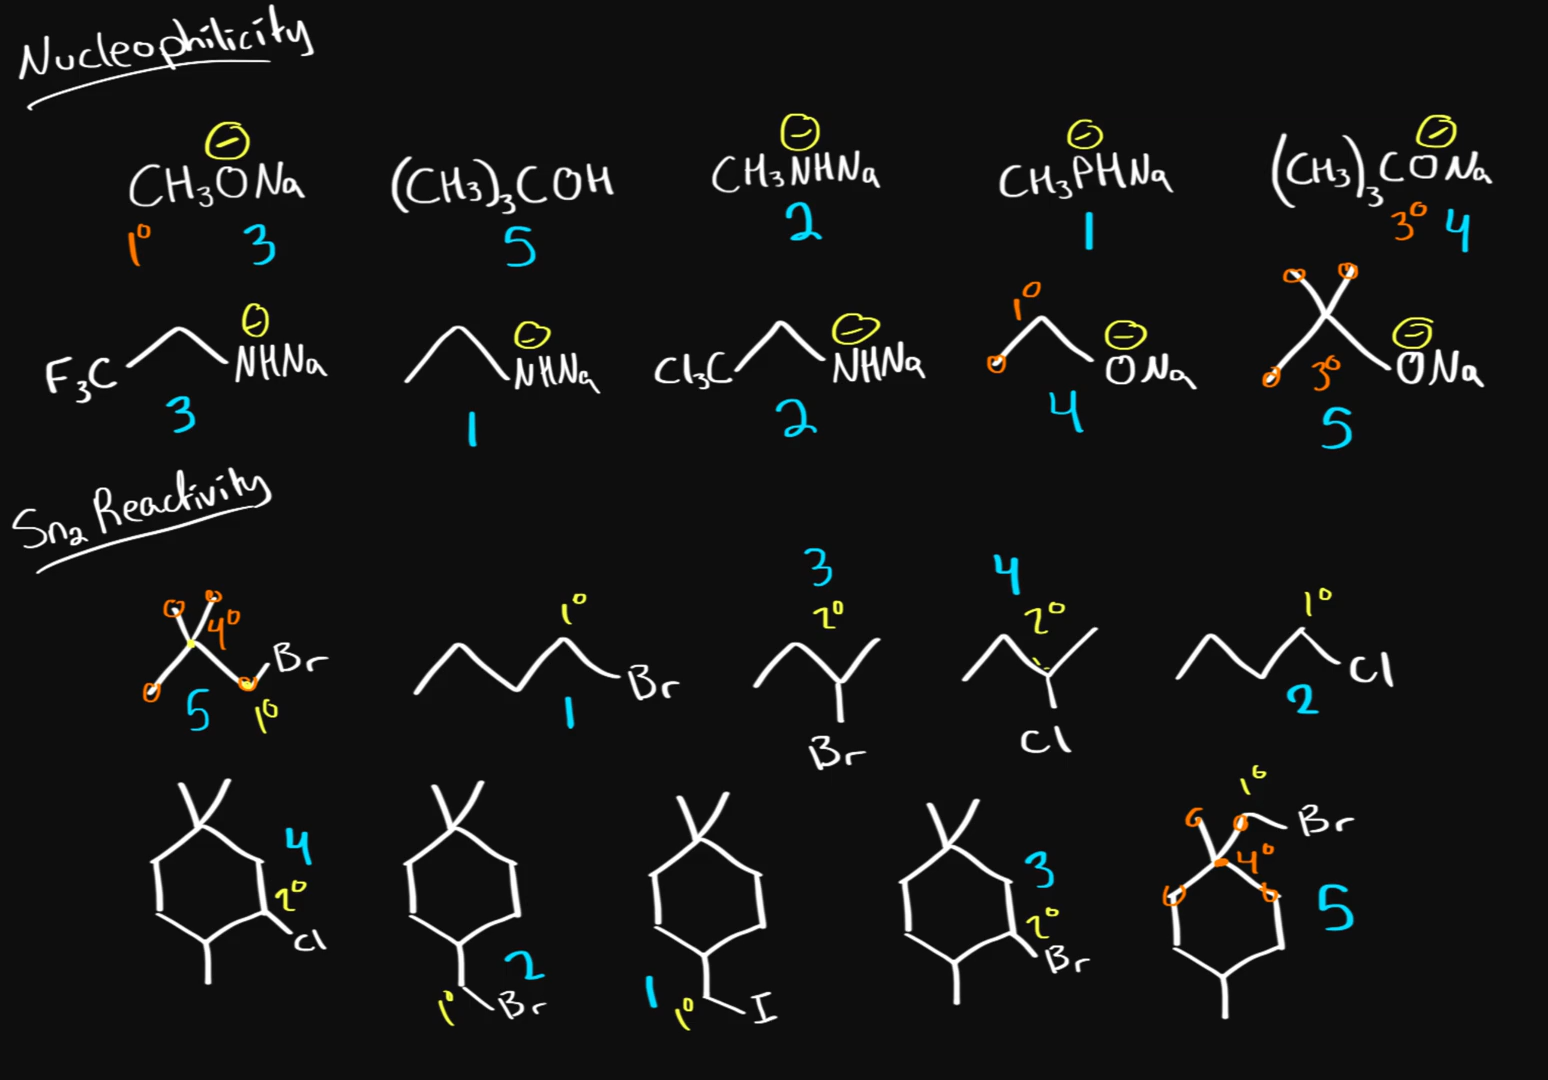 Nucleophilicity
⊖ ⊖ ⊖ ⊖
CH₃ONa (CH₃)₃COH CH₃NHNa CH₃PHNa (CH₃)₃CONa
1° 3 5 2 1 3° 4
⊖ ⊖ ⊖ 1° ⊖ ⊖
F₃C NHNa NHNa Cl₃C NHNa ONa 3° ONa
3 1 2 4 5
Sn₂ Reactivity
3 4
4° 1° 2° 2° 1°
Br Br Cl
5 1° 1 2
Br Cl
1° Br
4 3 4°
2° 2° 5
Cl Br
2 1
1° Br 1° I